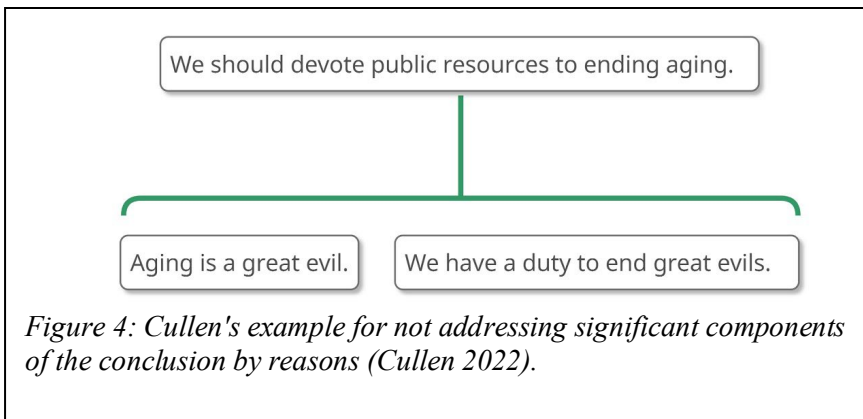 We should devote public resources to ending aging.
Aging is a great evil.
We have a duty to end great evils.
Figure 4: Cullen's example for not addressing significant components
of the conclusion by reasons (Cullen 2022).